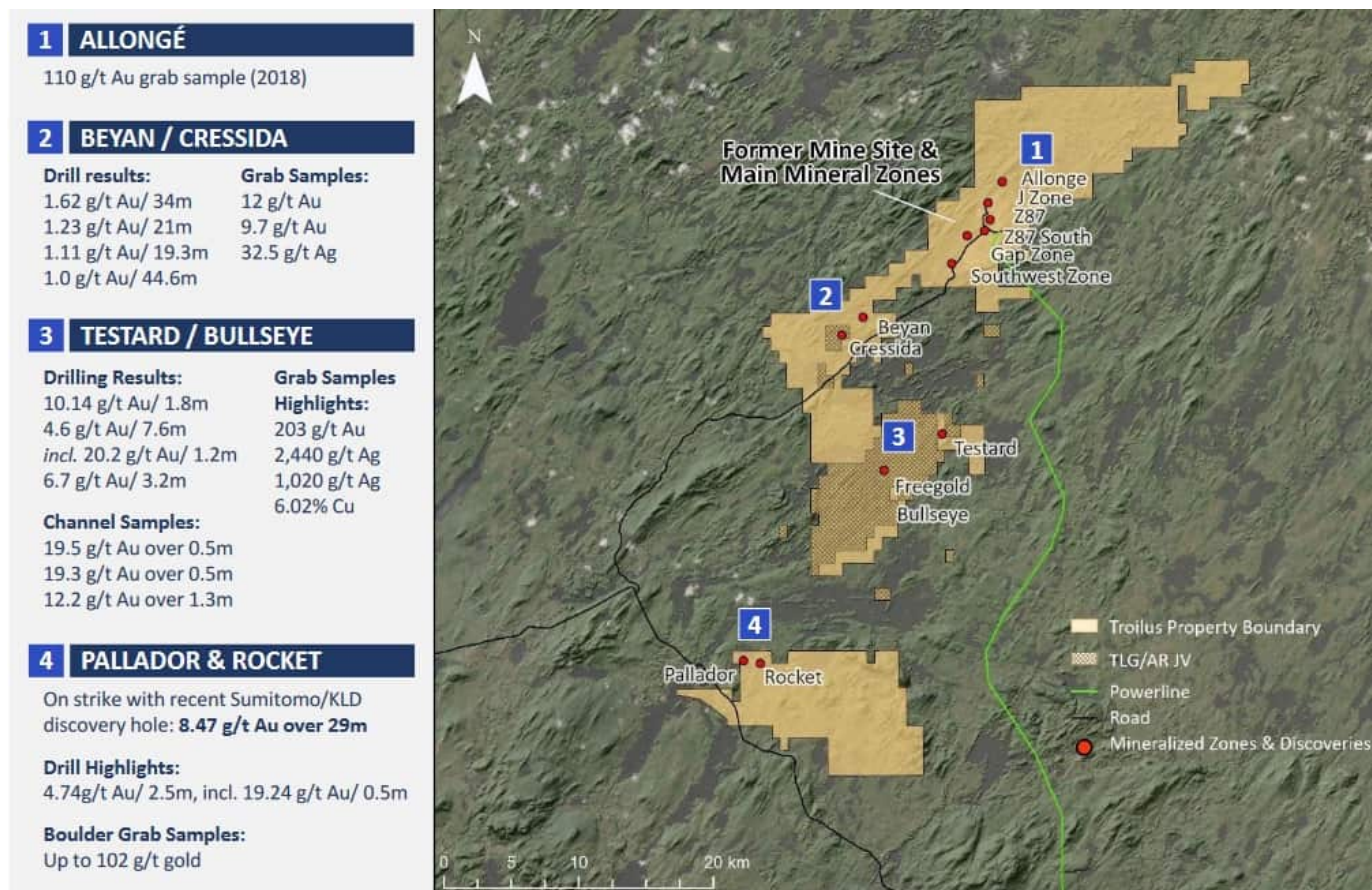 1 ALLONGÉ
110 g/t Au grab sample (2018)
2 BEYAN / CRESSIDA
Drill results:
1.62 g/t Au/ 34m
1.23 g/t Au/ 21m
1.11 g/t Au/ 19.3m
1.0 g/t Au/ 44.6m
Grab Samples:
12 g/t Au
9.7 g/t Au
32.5 g/t Ag
3 TESTARD / BULLSEYE
Drilling Results:
10.14 g/t Au/ 1.8m
4.6 g/t Au/ 7.6m
incl. 20.2 g/t Au/ 1.2m
6.7 g/t Au/ 3.2m
Channel Samples:
19.5 g/t Au over 0.5m
19.3 g/t Au over 0.5m
12.2 g/t Au over 1.3m
Grab Samples
Highlights:
203 g/t Au
2,440 g/t Ag
1,020 g/t Ag
6.02% Cu
4 PALLADOR & ROCKET
On strike with recent Sumitomo/KLD
discovery hole: 8.47 g/t Au over 29m
Drill Highlights:
4.74g/t Au/ 2.5m, incl. 19.24 g/t Au/ 0.5m
Boulder Grab Samples:
Up to 102 g/t gold
N
Former Mine Site &
Main Mineral Zones
1
Allonge
J Zone
Z87
Z87 South
Gap Zone
Southwest Zone
2
Beyan
Cressida
3
Testard
Freegold
Bullseye
4
Pallador
Rocket
Troilus Property Boundary
TLG/AR JV
Powerline
Road
Mineralized Zones & Discoveries
0 5 10 20 km